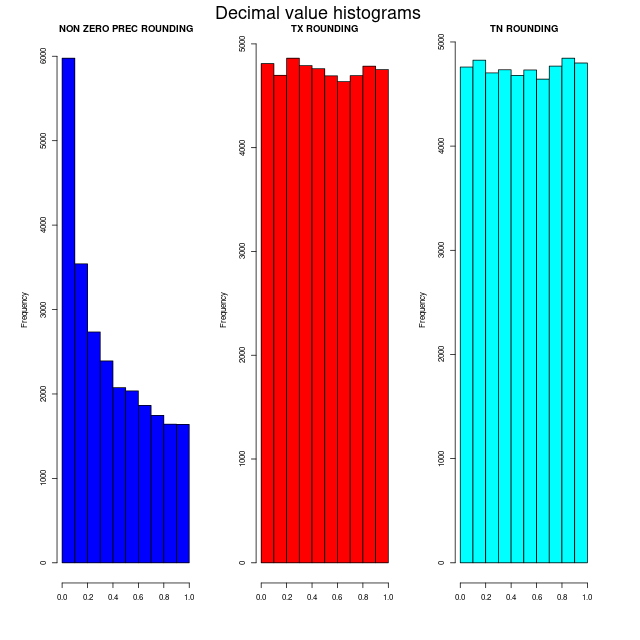 Decimal value histograms
NON ZERO PREC ROUNDING
TX ROUNDING
TN ROUNDING
Frequency
0
1000
2000
3000
4000
5000
6000
0.0 0.2 0.4 0.6 0.8 1.0
Frequency
0
1000
2000
3000
4000
5000
0.0 0.2 0.4 0.6 0.8 1.0
Frequency
0
1000
2000
3000
4000
5000
0.0 0.2 0.4 0.6 0.8 1.0